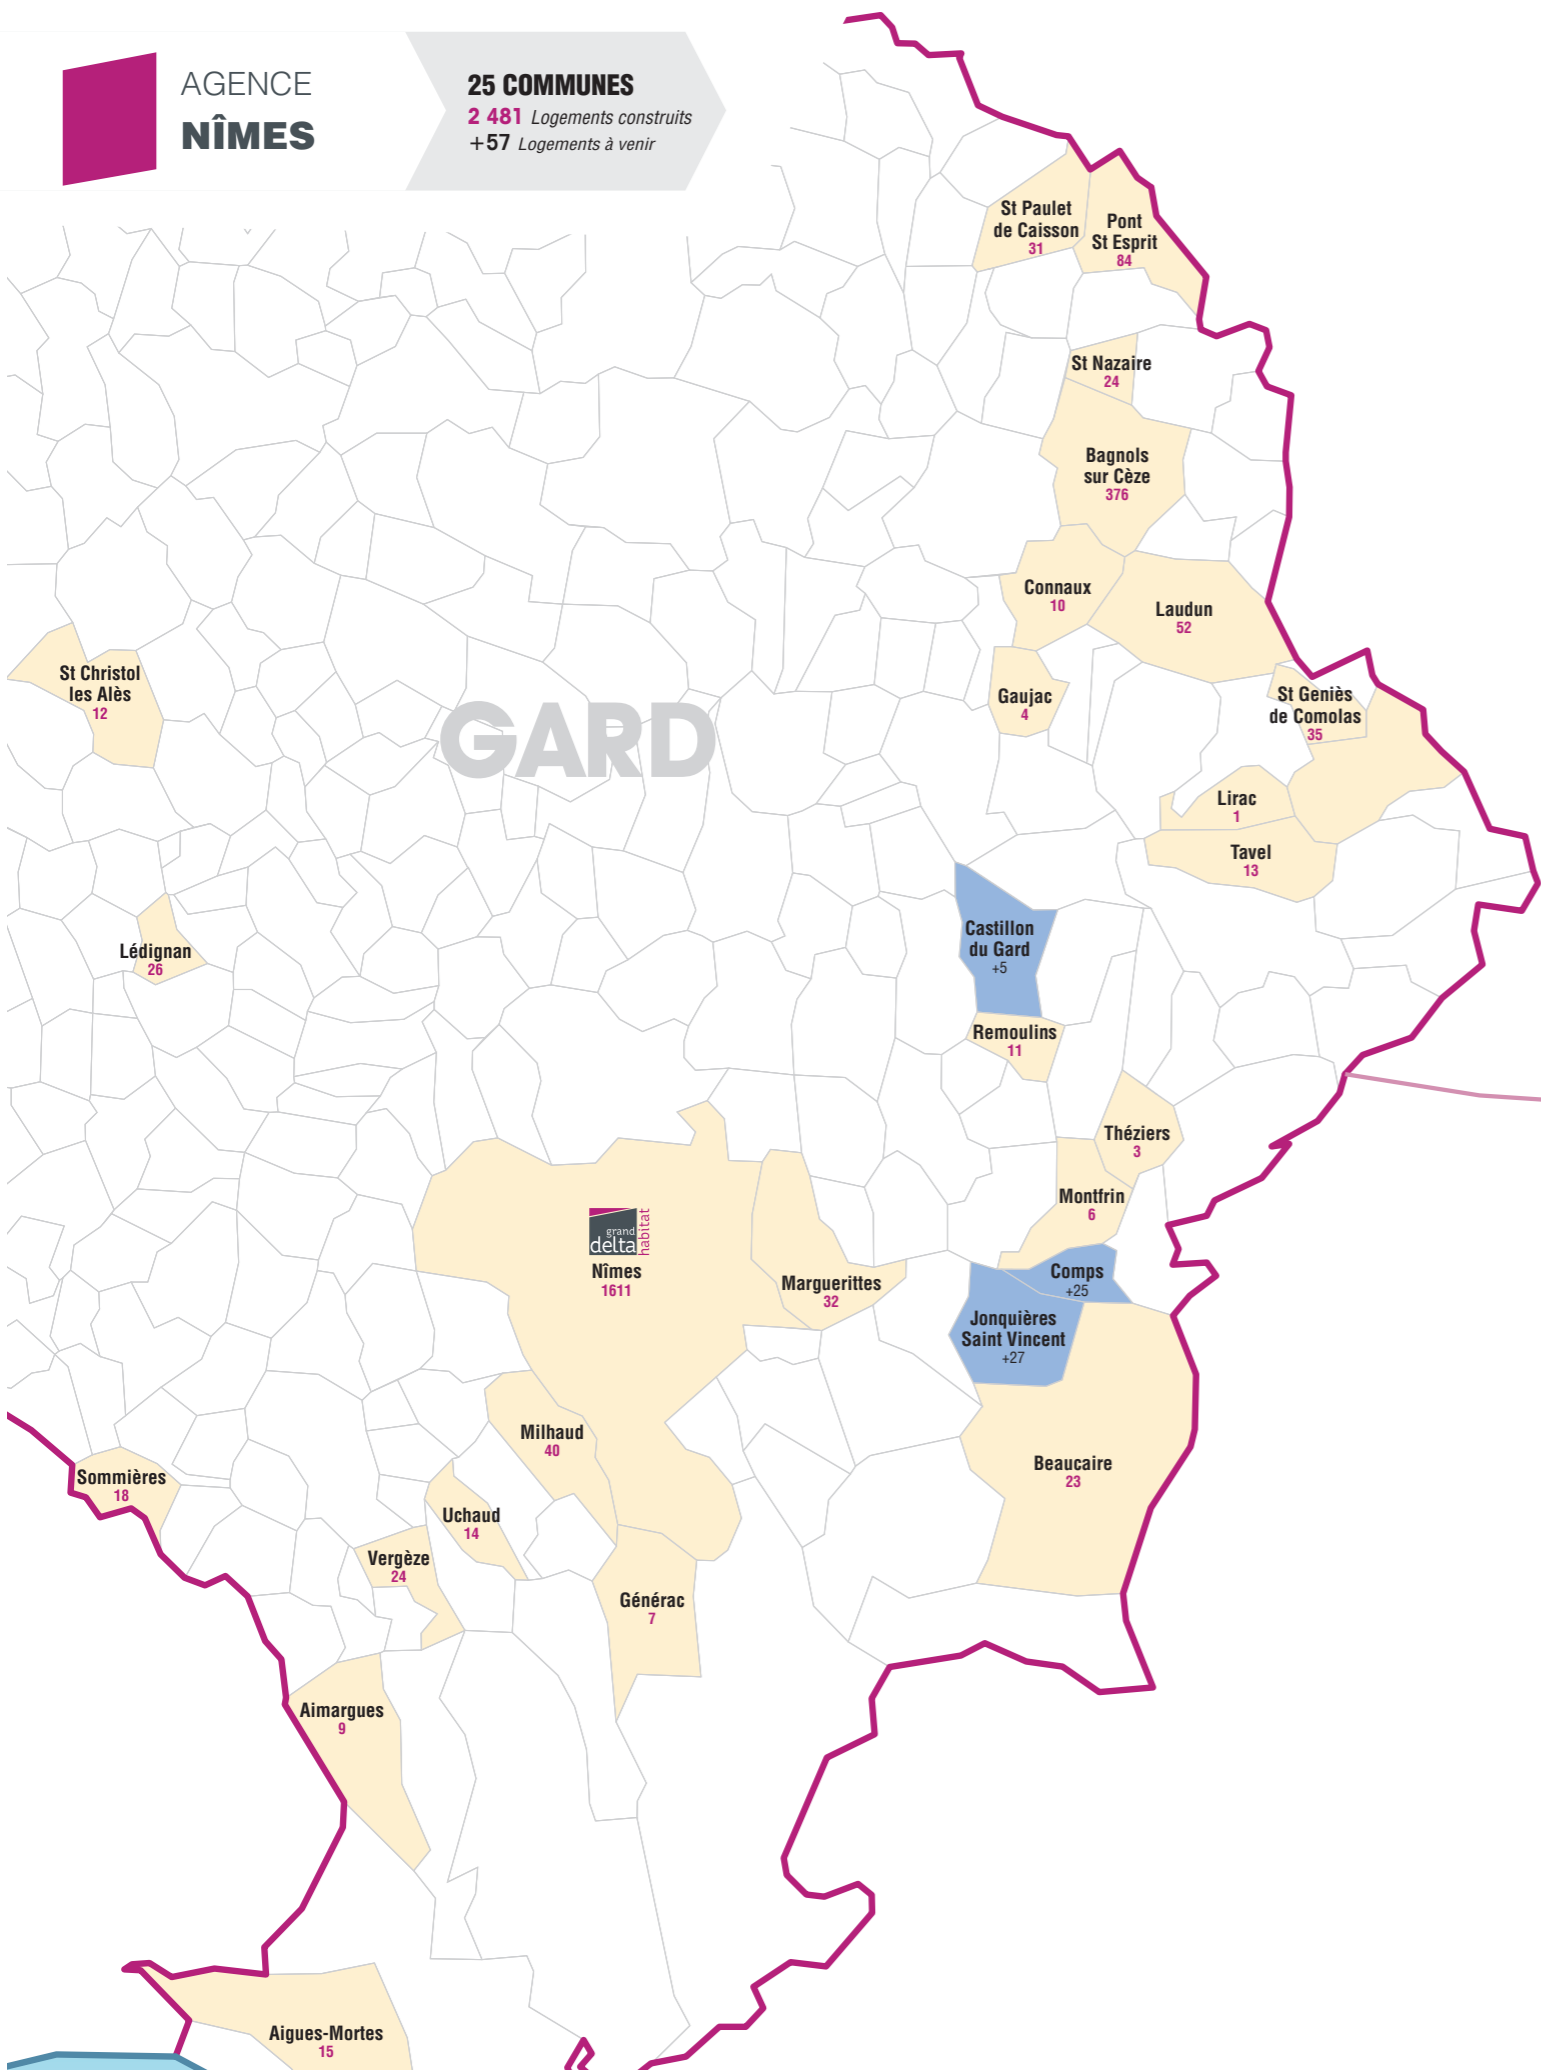 AGENCE
NÎMES
25 COMMUNES
2 481 Logements construits
+57 Logements à venir
St Paulet
de Caisson
31
Pont
St Esprit
84
St Nazaire
24
Bagnols
sur Cèze
376
Connaux
10
Laudun
52
St Christol
les Alès
12
Gaujac
4
St Geniès
de Comolas
35
GARD
Lirac
1
Tavel
13
Lédignan
26
Castillon
du Gard
+5
Remoulins
11
Théziers
3
Montfrin
6
grand
delta
habitat
Nîmes
1611
Marguerittes
32
Comps
+25
Jonquières
Saint Vincent
+27
Milhaud
40
Beaucaire
23
Sommières
18
Uchaud
14
Vergèze
24
Générac
7
Aimargues
9
Aigues-Mortes
15